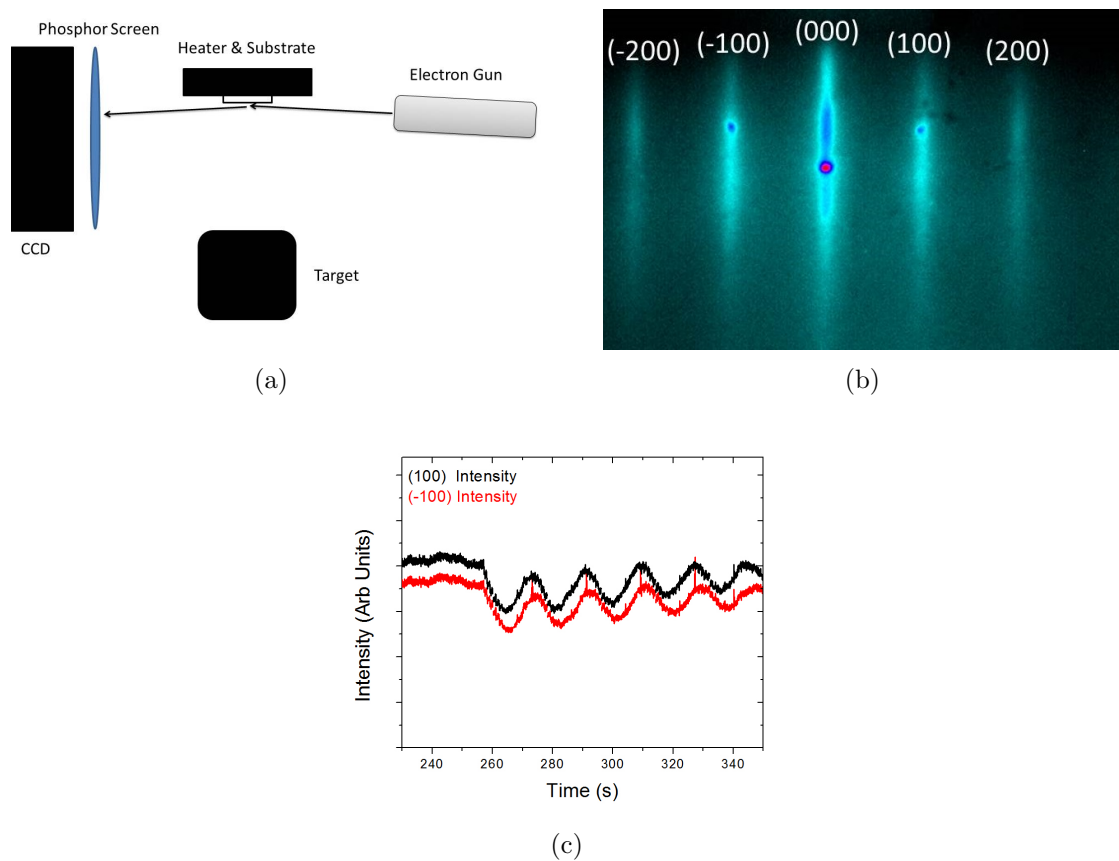 Phosphor Screen
Heater & Substrate
Electron Gun
CCD
Target
(a)
(-200) (-100) (000) (100) (200)
(b)
(100) Intensity
(-100) Intensity
Intensity (Arb Units)
240 260 280 300 320 340
Time (s)
(c)